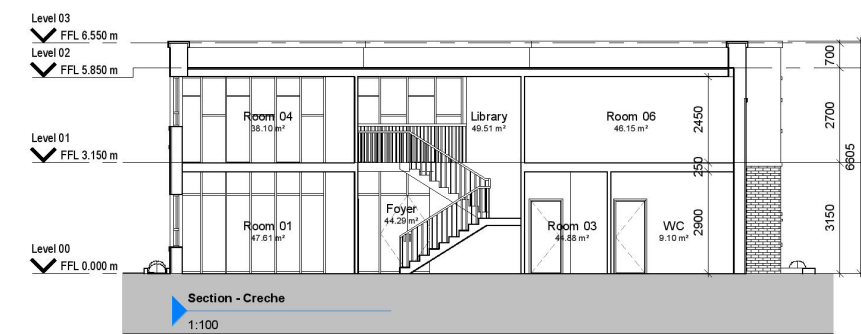 Level 03
FFL 6.550 m
Level 02
FFL 5.850 m
Level 01
FFL 3.150 m
Level 00
FFL 0.000 m
Room 04
38.10 m²
Library
49.51 m²
Room 06
46.15 m²
Room 01
47.61 m²
Foyer
44.29 m²
Room 03
44.88 m²
WC
9.10 m²
2450
250
2900
700
2700
3150
6605
Section - Creche
1:100